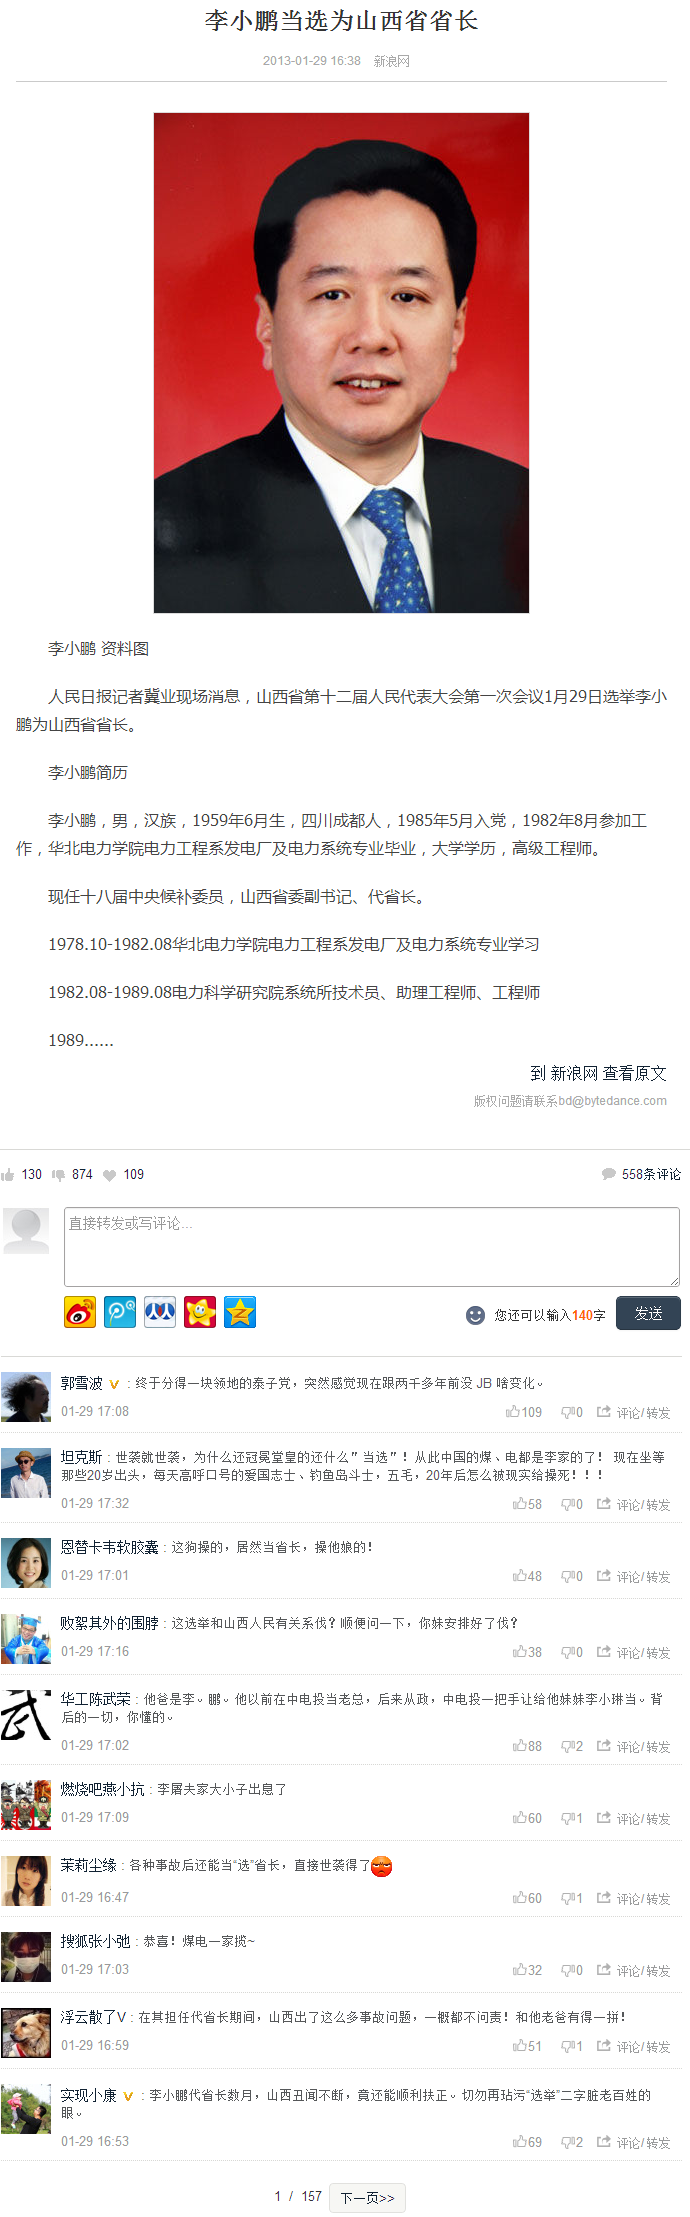 李小鹏当选为山西省省长
2013-01-29 16:38 新浪网
李小鹏 资料图
人民日报记者冀业现场消息，山西省第十二届人民代表大会第一次会议1月29日选举李小
鹏为山西省省长。
李小鹏简历
李小鹏，男，汉族，1959年6月生，四川成都人，1985年5月入党，1982年8月参加工
作，华北电力学院电力工程系发电厂及电力系统专业毕业，大学学历，高级工程师。
现任十八届中央候补委员，山西省委副书记、代省长。
1978.10-1982.08华北电力学院电力工程系发电厂及电力系统专业学习
1982.08-1989.08电力科学研究院系统所技术员、助理工程师、工程师
1989......
到 新浪网 查看原文
版权问题请联系bd@bytedance.com
130 874 109 558条评论
直接转发或写评论...
您还可以输入140字 发送
郭雪波 v ：终于分得一块领地的泰子党，突然感觉现在跟两千多年前没 JB 啥变化。
01-29 17:08 109 0 评论/转发
坦克斯：世袭就世袭，为什么还冠冕堂皇的还什么”当选”！从此中国的煤、电都是李家的了！ 现在坐等
那些20岁出头，每天高呼口号的爱国志士、钓鱼岛斗士，五毛，20年后怎么被现实给操死！！！
01-29 17:32 58 0 评论/转发
恩替卡韦软胶囊：这狗操的，居然当省长，操他娘的！
01-29 17:01 48 0 评论/转发
败絮其外的围脖：这选举和山西人民有关系伐？顺便问一下，你妹安排好了伐？
01-29 17:16 38 0 评论/转发
华工陈武荣：他爸是李。鹏。他以前在中电投当老总，后来从政，中电投一把手让给他妹妹李小琳当。背
后的一切，你懂的。
01-29 17:02 88 2 评论/转发
燃烧吧燕小抗：李屠夫家大小子出息了
01-29 17:09 60 1 评论/转发
茉莉尘缘：各种事故后还能当“选”省长，直接世袭得了
01-29 16:47 60 1 评论/转发
搜狐张小弛：恭喜！煤电一家揽~
01-29 17:03 32 0 评论/转发
浮云散了V：在其担任代省长期间，山西出了这么多事故问题，一概都不问责！和他老爸有得一拼！
01-29 16:59 51 1 评论/转发
实现小康 v ：李小鹏代省长数月，山西丑闻不断，竟还能顺利扶正。切勿再玷污“选举”二字脏老百姓的
眼。
01-29 16:53 69 2 评论/转发
1 / 157 下一页>>